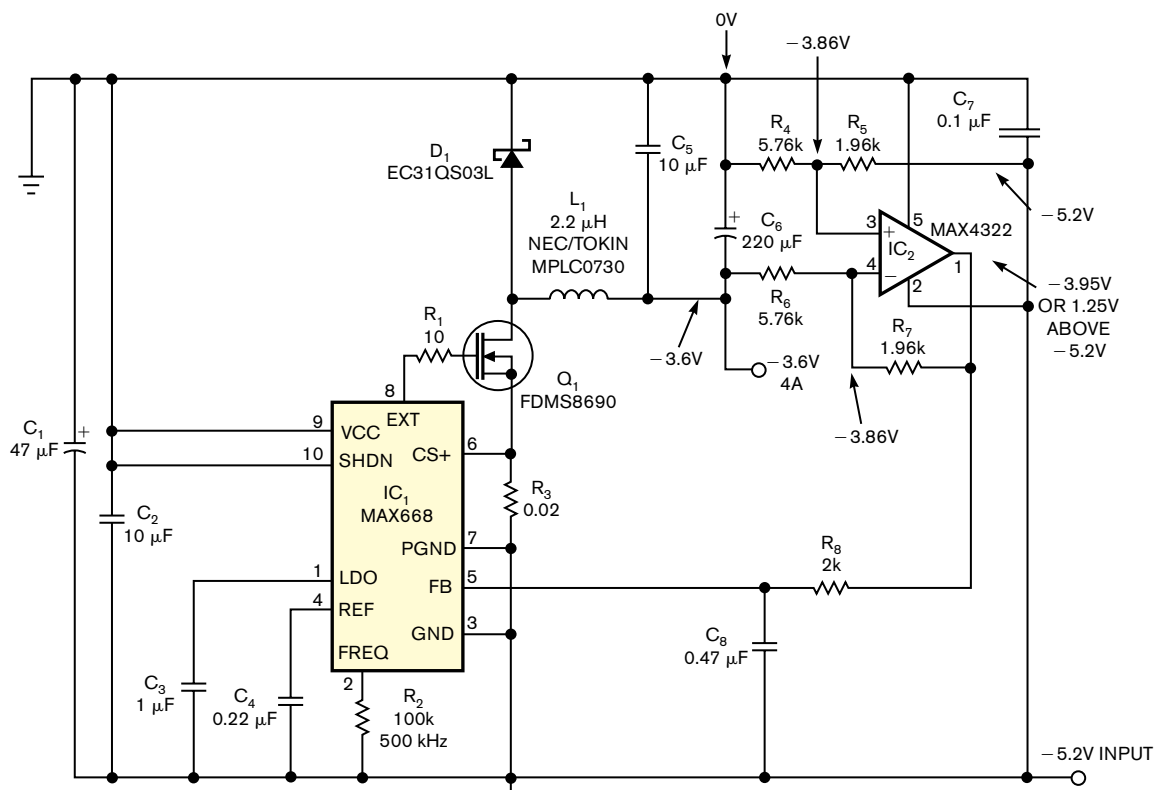 0V
−3.86V
C7
0.1 µF
R4
5.76k
R5
1.96k
D1
EC31QS03L
C5
10 µF
−5.2V
L1
2.2 µH
NEC/TOKIN
MPLC0730
+
C6
220 µF
3
+
IC2
5
MAX4322
4
−
1
2
−3.95V
OR 1.25V
ABOVE
−5.2V
R6
5.76k
R1
10
R7
1.96k
−3.6V
−3.6V
4A
Q1
FDMS8690
8
EXT
−3.86V
C1
47 µF
+
9
VCC
10
SHDN
CS+
6
IC1
MAX668
R3
0.02
C2
10 µF
PGND
7
R8
2k
1
LDO
FB
5
4
REF
GND
3
C8
0.47 µF
FREQ
2
C3
1 µF
C4
0.22 µF
R2
100k
500 kHz
−5.2V INPUT